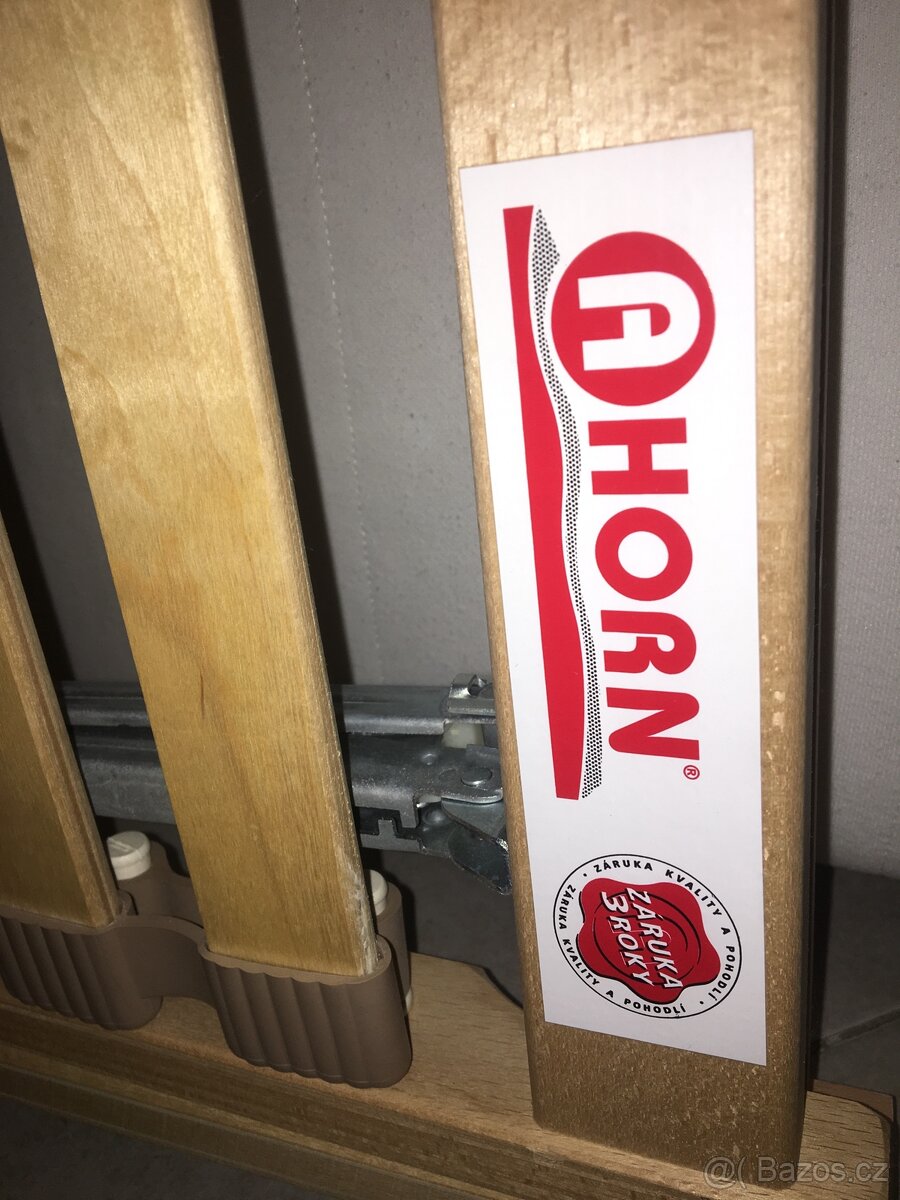 AHORN®
ZÁRUKA KVALITY A POHODLÍ · ZÁRUKA KVALITY A POHODLÍ ·
ZÁRUKA
3 ROKY
@( Bazos.cz